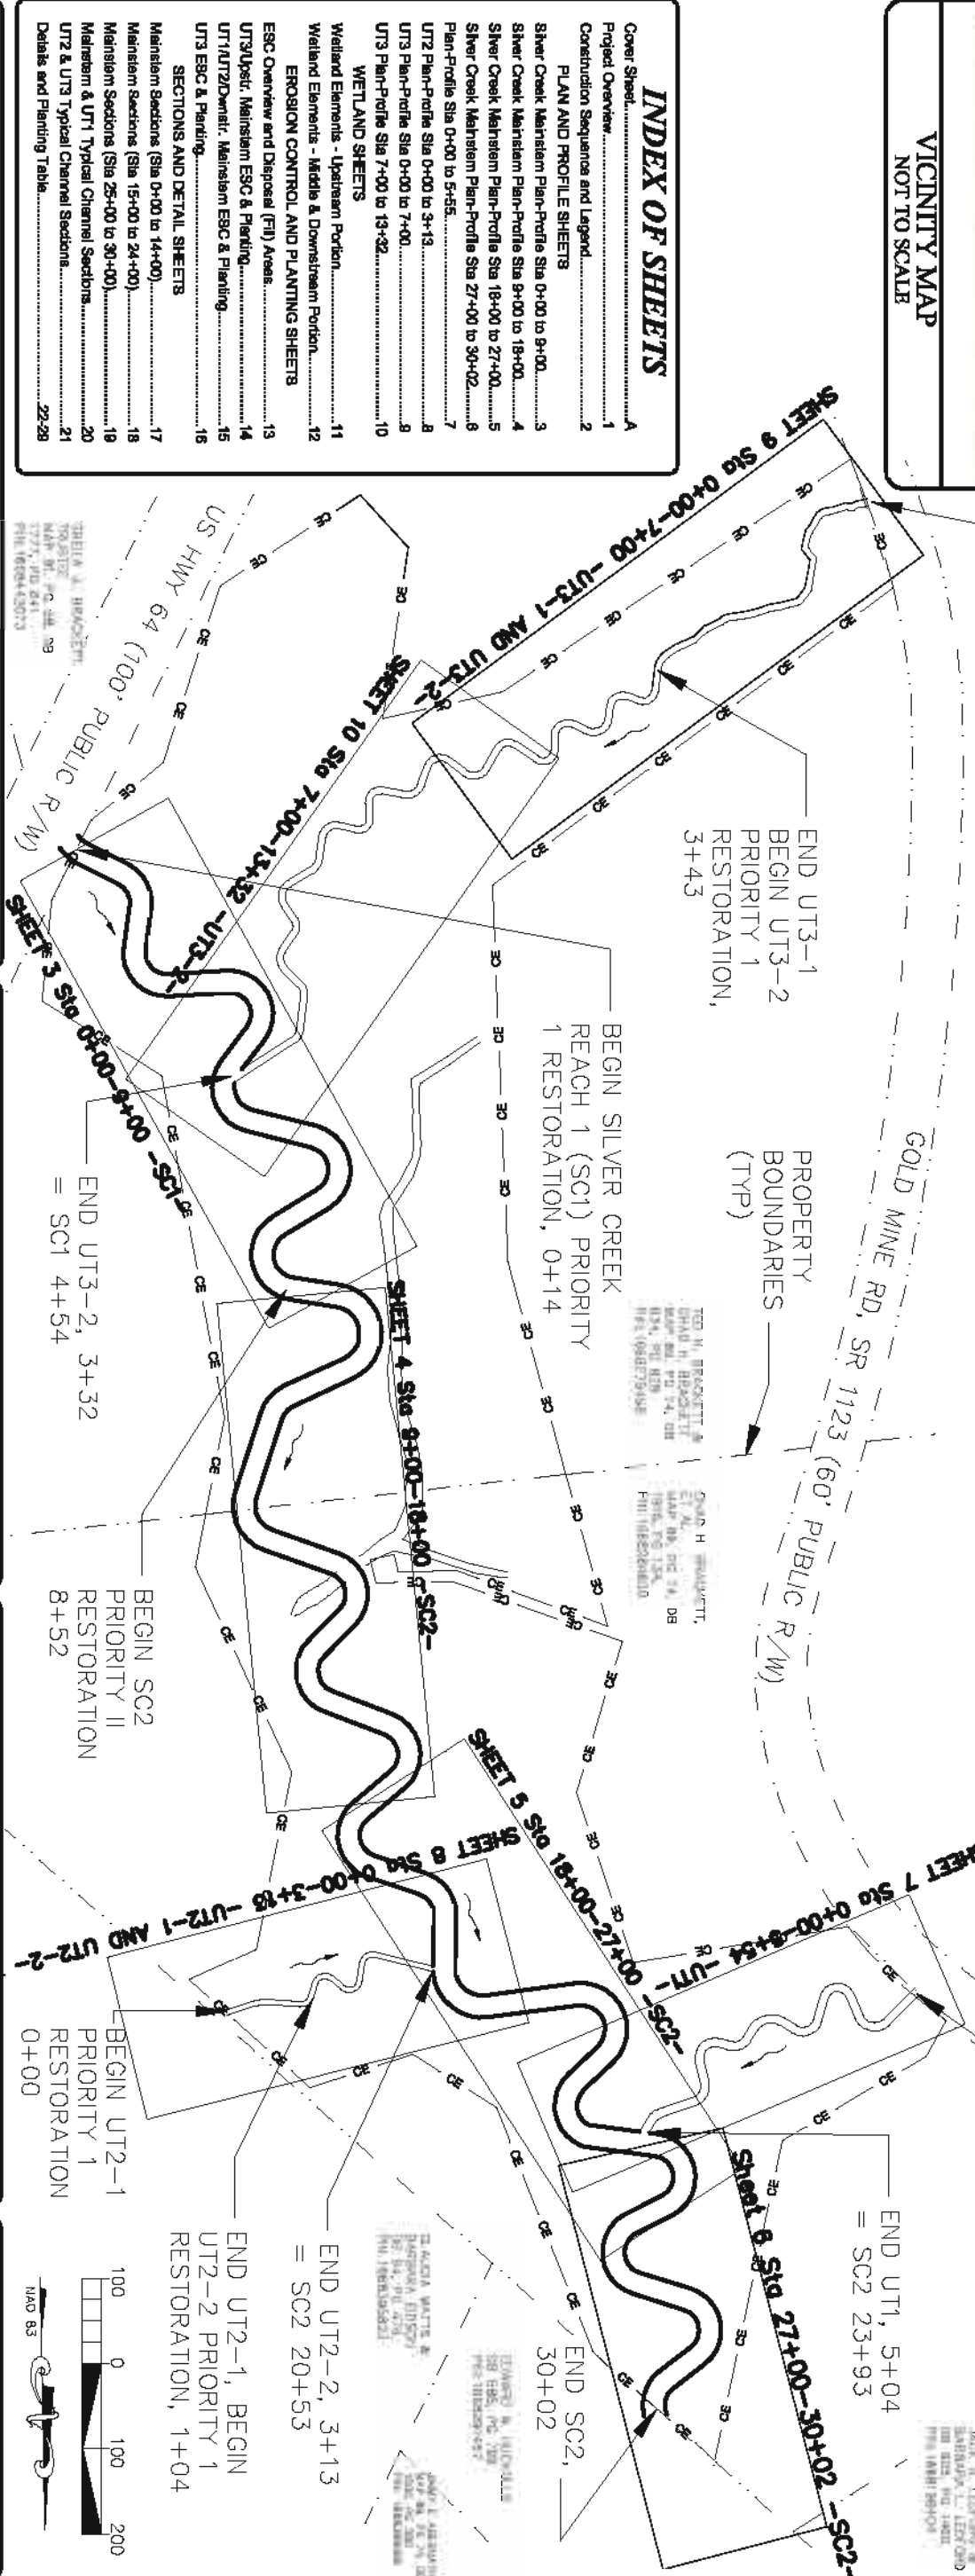 VICINITY MAP
NOT TO SCALE
INDEX OF SHEETS
Cover Sheet....................A
Project Overview....................1
Construction Sequence and Legend....................2
PLAN AND PROFILE SHEETS
Silver Creek Mainstem Plan-Profile Sta 0+00 to 9+00....................3
Silver Creek Mainstem Plan-Profile Sta 9+00 to 18+00....................4
Silver Creek Mainstem Plan-Profile Sta 18+00 to 27+00....................5
Silver Creek Mainstem Plan-Profile Sta 27+00 to 30+02....................6
Plan-Profile Sta 0+00 to 5+55....................7
UT2 Plan-Profile Sta 0+00 to 3+13....................8
UT3 Plan-Profile Sta 0+00 to 7+00....................9
UT3 Plan-Profile Sta 7+00 to 13+32....................10
WETLAND SHEETS
Wetland Elements - Upstream Portion....................11
Wetland Elements - Middle & Downstream Portion....................12
EROSION CONTROL AND PLANTING SHEETS
ESC Overview and Disposal (Fill) Areas....................13
UT3/Upstr. Mainstem ESC & Planting....................14
UT1/UT2/Dwnstr. Mainstem ESC & Planting....................15
UT3 ESC & Planting....................16
SECTIONS AND DETAIL SHEETS
Mainstem Sections (Sta 0+00 to 14+00)....................17
Mainstem Sections (Sta 15+00 to 24+00)....................18
Mainstem Sections (Sta 25+00 to 30+00)....................19
Mainstem & UT1 Typical Channel Sections....................20
UT2 & UT3 Typical Channel Sections....................21
Details and Planting Table....................22-29
SHEET 9 Sta 0+00-7+00 -UT3-1 AND UT3-2-
SHEET 10 Sta 7+00-13+32 -UT3-2-
SHEET 3 Sta 0+00-9+00 -SC1-
SHEET 4 Sta 9+00-18+00 -SC2-
SHEET 5 Sta 18+00-27+00 -SC2-
Sheet 6 Sta 27+00-30+02 -SC2-
SHEET 7 Sta 0+00-5+54 -UT1-
SHEET 8 Sta 0+00-3+13 -UT2-1 AND UT2-2-
US HWY 64 (100' PUBLIC R/W)
GOLD MINE RD, SR 1123 (60' PUBLIC R/W)
END UT3-1
BEGIN UT3-2
PRIORITY 1
RESTORATION,
3+43
BEGIN SILVER CREEK
REACH 1 (SC1) PRIORITY
1 RESTORATION, 0+14
PROPERTY
BOUNDARIES
(TYP)
END UT3-2, 3+32
= SC1 4+54
BEGIN SC2
PRIORITY II
RESTORATION
8+52
BEGIN UT2-1
PRIORITY 1
RESTORATION
0+00
END UT2-1, BEGIN
UT2-2 PRIORITY 1
RESTORATION, 1+04
END UT2-2, 3+13
= SC2 20+53
END UT1, 5+04
= SC2 23+93
END SC2,
30+02
CE
100 0 100 200
NAD 83